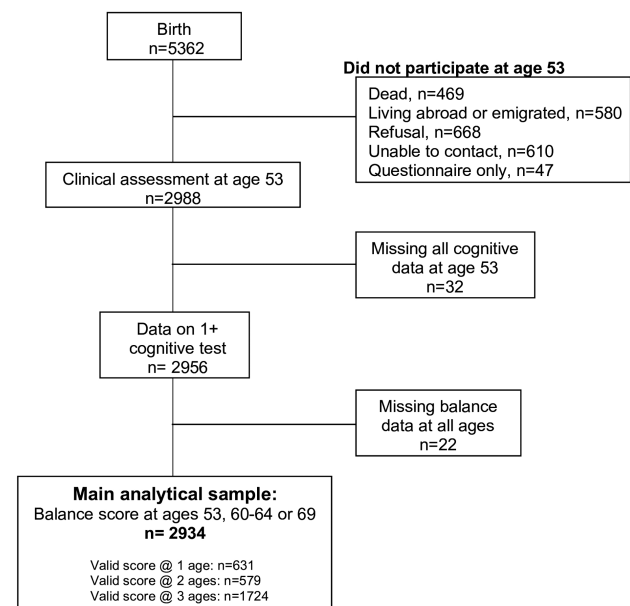 Birth
n=5362
Did not participate at age 53
Dead, n=469
Living abroad or emigrated, n=580
Refusal, n=668
Unable to contact, n=610
Questionnaire only, n=47
Clinical assessment at age 53
n=2988
Missing all cognitive
data at age 53
n=32
Data on 1+
cognitive test
n= 2956
Missing balance
data at all ages
n=22
Main analytical sample:
Balance score at ages 53, 60-64 or 69
n= 2934
Valid score @ 1 age: n=631
Valid score @ 2 ages: n=579
Valid score @ 3 ages: n=1724